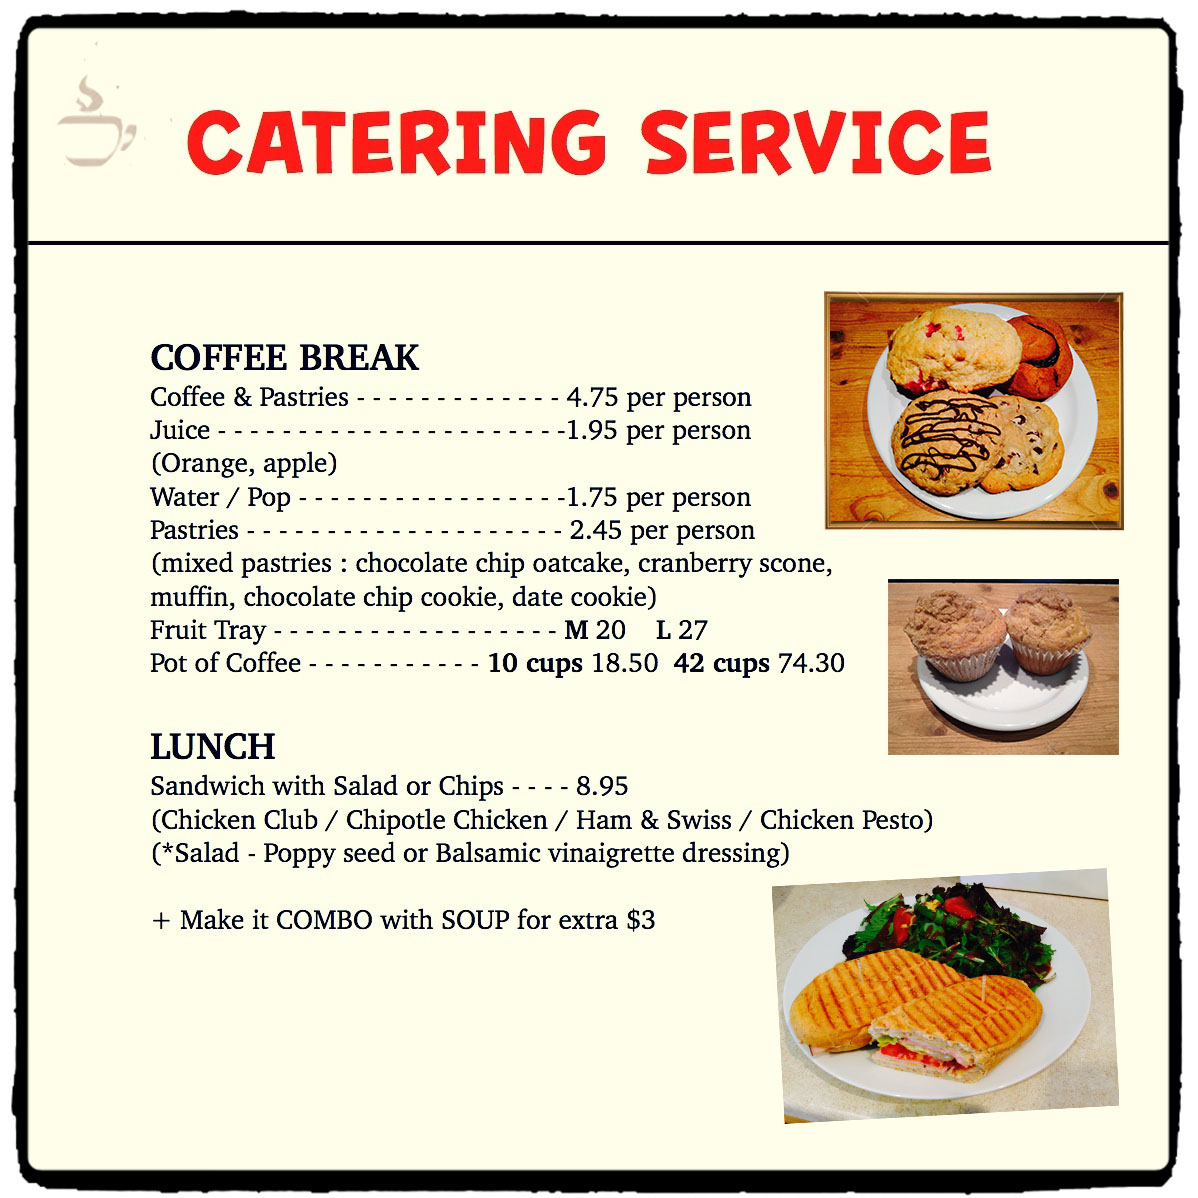 CATERING SERVICE
COFFEE BREAK
Coffee & Pastries - - - - - - - - - - - - - 4.75 per person
Juice - - - - - - - - - - - - - - - - - - - - - -1.95 per person
(Orange, apple)
Water / Pop - - - - - - - - - - - - - - - - -1.75 per person
Pastries - - - - - - - - - - - - - - - - - - - - 2.45 per person
(mixed pastries : chocolate chip oatcake, cranberry scone,
muffin, chocolate chip cookie, date cookie)
Fruit Tray - - - - - - - - - - - - - - - - - - M 20 L 27
Pot of Coffee - - - - - - - - - - - 10 cups 18.50 42 cups 74.30
LUNCH
Sandwich with Salad or Chips - - - - 8.95
(Chicken Club / Chipotle Chicken / Ham & Swiss / Chicken Pesto)
(*Salad - Poppy seed or Balsamic vinaigrette dressing)
+ Make it COMBO with SOUP for extra $3